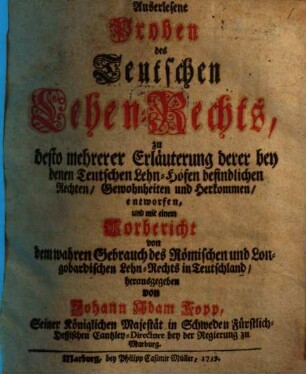 Auserlesene
Proben
des
Teutschen
Lehen-Rechts,
zu
desto mehrerer Erläuterung derer bey
denen Teutschen Lehn-Höfen befindlichen
Rechten/ Gewohnheiten und Herkommen/
entworfen,
und mit einem
Vorbericht
von
dem wahren Gebrauch des Römischen und Lon-
gobardischen Lehn-Rechts in Teutschland/
herausgegeben
von
Johann Adam Kopp,
Seiner Königlichen Majestät in Schweden Fürstlich-
Hessischen Cantzley-Directore bey der Regierung zu
Marburg.
Marburg, bey Philipp Casimir Müller,